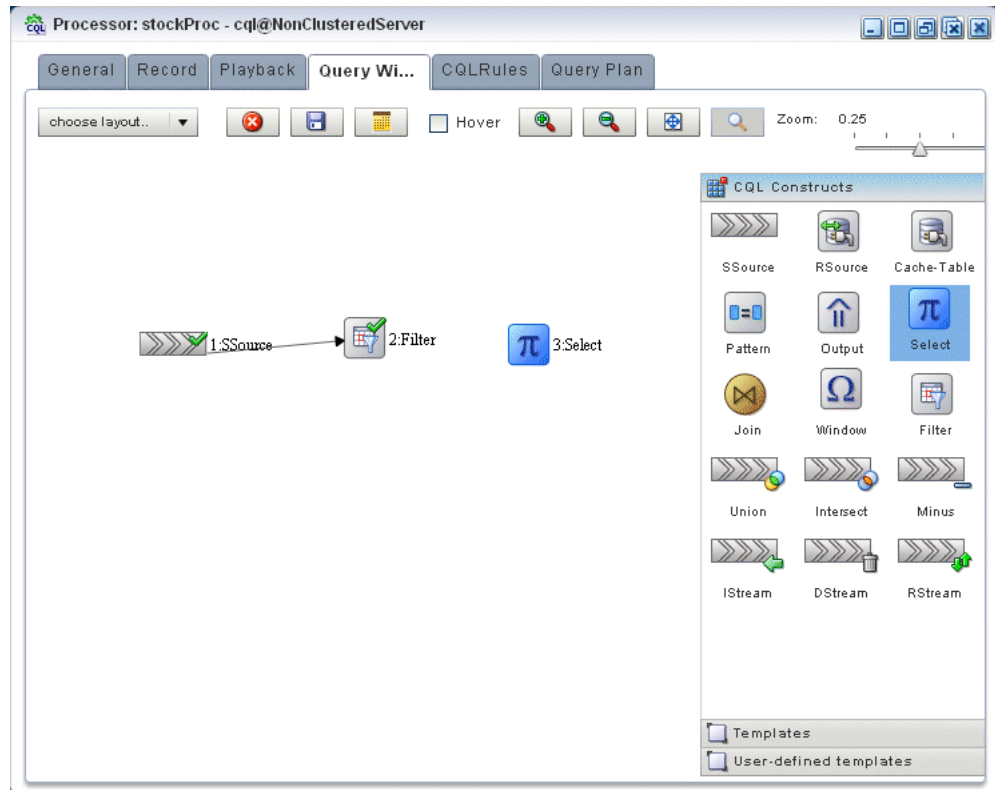 CQL Processor: stockProc - cql@NonClusteredServer
General Record Playback Query Wi... CQLRules Query Plan
choose layout.. Hover Zoom: 0.25
CQL Constructs
SSource RSource Cache-Table
1:SSource 2:Filter 3:Select
Pattern Output Select
Join Window Filter
Union Intersect Minus
IStream DStream RStream
Templates
User-defined templates